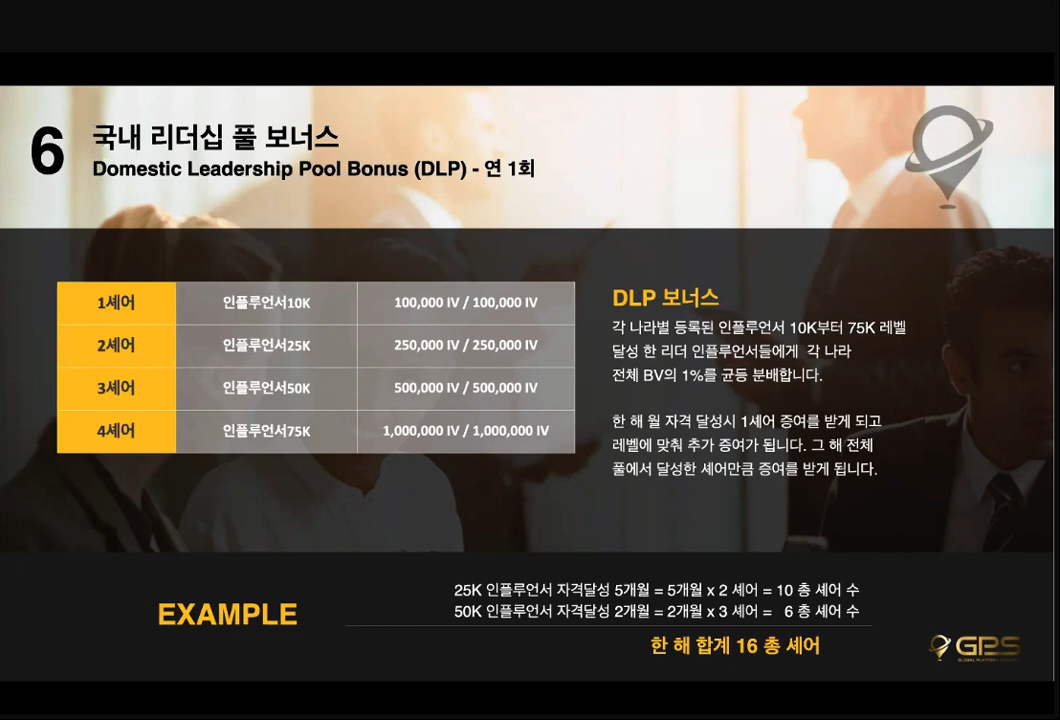 6
국내 리더십 풀 보너스
Domestic Leadership Pool Bonus (DLP) - 연 1회
1셰어 인플루언서10K 100,000 IV / 100,000 IV
2셰어 인플루언서25K 250,000 IV / 250,000 IV
3셰어 인플루언서50K 500,000 IV / 500,000 IV
4셰어 인플루언서75K 1,000,000 IV / 1,000,000 IV
DLP 보너스
각 나라별 등록된 인플루언서 10K부터 75K 레벨
달성 한 리더 인플루언서들에게 각 나라
전체 BV의 1%를 균등 분배합니다.
한 해 월 자격 달성시 1셰어 증여를 받게 되고
레벨에 맞춰 추가 증여가 됩니다. 그 해 전체
풀에서 달성한 셰어만큼 증여를 받게 됩니다.
EXAMPLE
25K 인플루언서 자격달성 5개월 = 5개월 x 2 셰어 = 10 총 셰어 수
50K 인플루언서 자격달성 2개월 = 2개월 x 3 셰어 = 6 총 셰어 수
한 해 합계 16 총 셰어
GPS